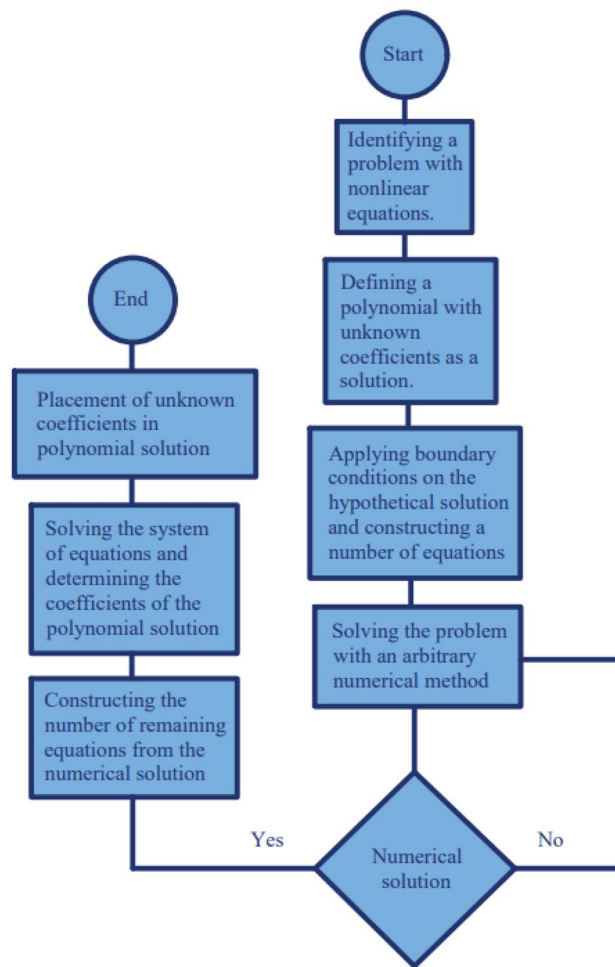 Start
Identifying a
problem with
nonlinear
equations.
Defining a
polynomial with
unknown
coefficients as a
solution.
Applying boundary
conditions on the
hypothetical solution
and constructing a
number of equations
Solving the problem
with an arbitrary
numerical method
Numerical
solution
No
Yes
Constructing the
number of remaining
equations from the
numerical solution
Solving the system
of equations and
determining the
coefficients of the
polynomial solution
Placement of unknown
coefficients in
polynomial solution
End